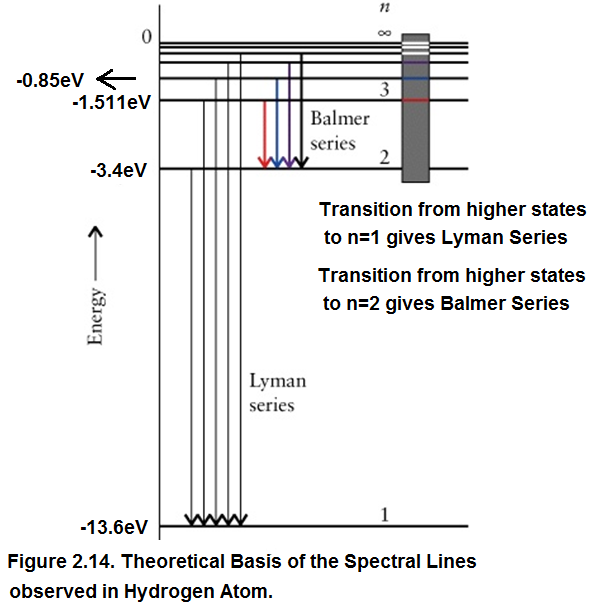 n
0
∞
-0.85eV
3
-1.511eV
Balmer
series
2
-3.4eV
Transition from higher states
to n=1 gives Lyman Series
Transition from higher states
to n=2 gives Balmer Series
Energy
Lyman
series
1
-13.6eV
Figure 2.14. Theoretical Basis of the Spectral Lines
observed in Hydrogen Atom.